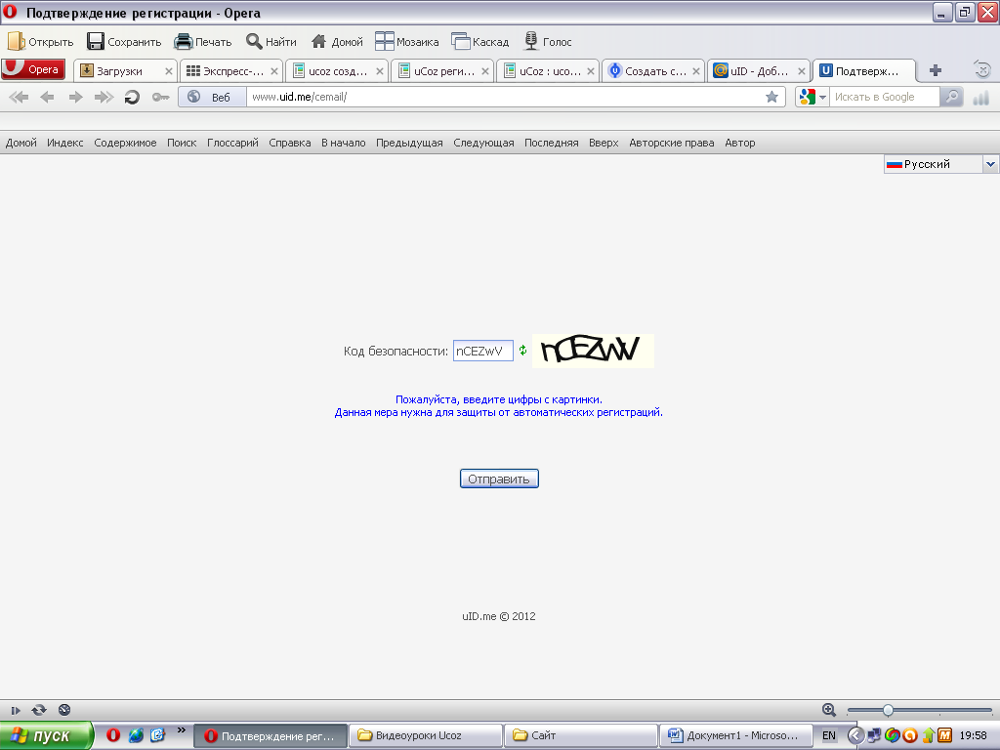 Подтверждение регистрации - Opera
Открыть Сохранить Печать Найти Домой Мозаика Каскад Голос
Opera Загрузки Экспресс-... ucoz созд... uCoz реги... uCoz : uco... Создать с... uID - Доб... Подтверж...
Веб www.uid.me/cemail/ Искать в Google
Домой Индекс Содержимое Поиск Глоссарий Справка В начало Предыдущая Следующая Последняя Вверх Авторские права Автор
Русский
Код безопасности: nCEZwV nCEZwV
Пожалуйста, введите цифры с картинки.
Данная мера нужна для защиты от автоматических регистраций.
Отправить
uID.me © 2012
пуск Подтверждение рег... Видеоуроки Ucoz Сайт Документ1 - Microso... EN 19:58